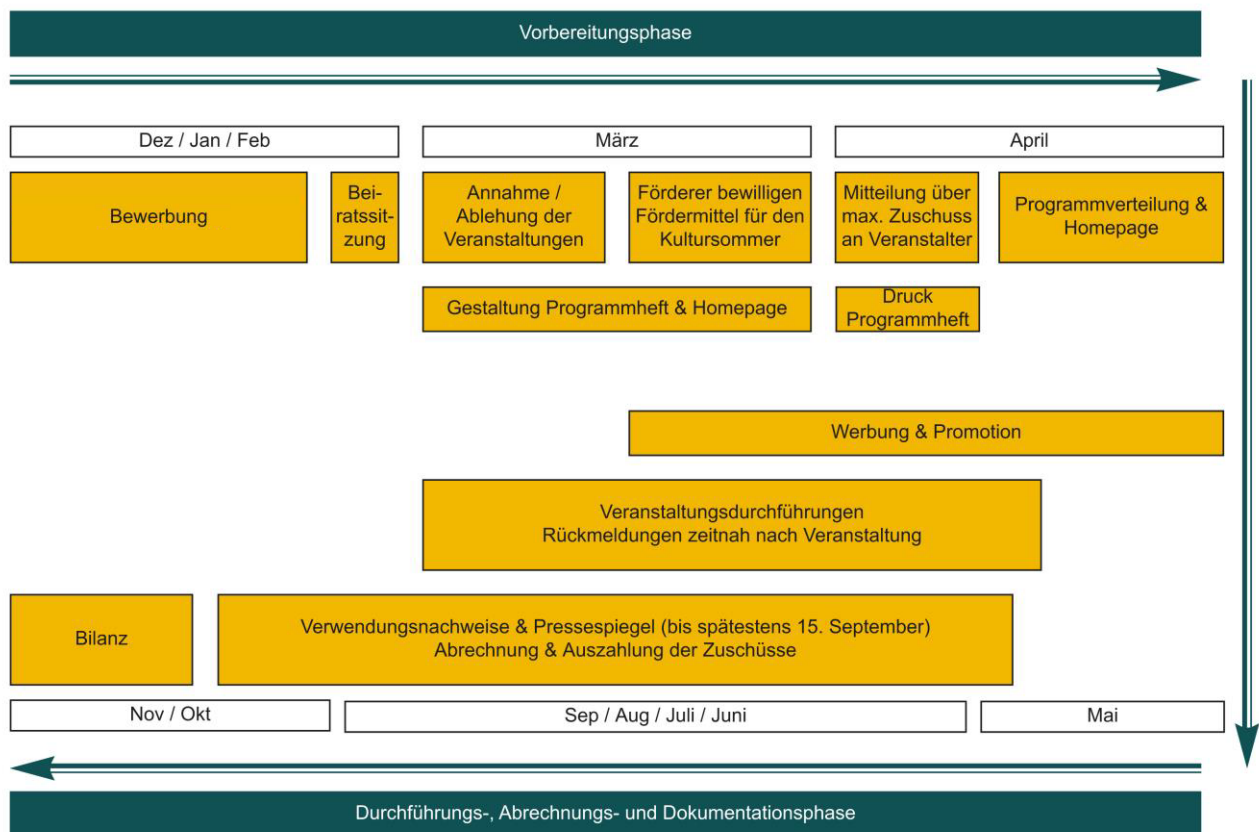 Vorbereitungsphase
Dez / Jan / Feb
März
April
Bewerbung
Bei-
ratssit-
zung
Annahme /
Ablehung der
Veranstaltungen
Förderer bewilligen
Fördermittel für den
Kultursommer
Mitteilung über
max. Zuschuss
an Veranstalter
Programmverteilung &
Homepage
Gestaltung Programmheft & Homepage
Druck
Programmheft
Werbung & Promotion
Veranstaltungsdurchführungen
Rückmeldungen zeitnah nach Veranstaltung
Bilanz
Verwendungsnachweise & Pressespiegel (bis spätestens 15. September)
Abrechnung & Auszahlung der Zuschüsse
Nov / Okt
Sep / Aug / Juli / Juni
Mai
Durchführungs-, Abrechnungs- und Dokumentationsphase